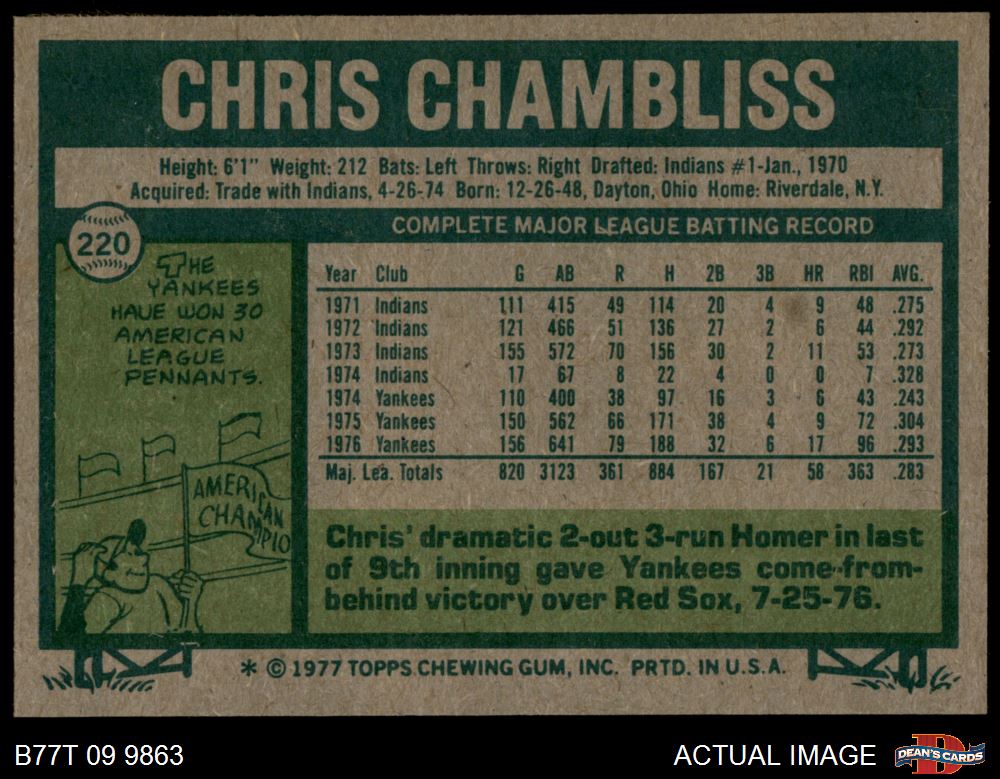 CHRIS CHAMBLISS
Height: 6'1" Weight: 212 Bats: Left Throws: Right Drafted: Indians #1-Jan., 1970
Acquired: Trade with Indians, 4-26-74 Born: 12-26-48, Dayton, Ohio Home: Riverdale, N.Y.
220
COMPLETE MAJOR LEAGUE BATTING RECORD
THE
YANKEES
HAVE WON 30
AMERICAN
LEAGUE
PENNANTS.
AMERICAN
CHAMPIO
Year Club G AB R H 2B 3B HR RBI AVG.
1971 Indians 111 415 49 114 20 4 9 48 .275
1972 Indians 121 466 51 136 27 2 6 44 .292
1973 Indians 155 572 70 156 30 2 11 53 .273
1974 Indians 17 67 8 22 4 0 0 7 .328
1974 Yankees 110 400 38 97 16 3 6 43 .243
1975 Yankees 150 562 66 171 38 4 9 72 .304
1976 Yankees 156 641 79 188 32 6 17 96 .293
Maj. Lea. Totals 820 3123 361 884 167 21 58 363 .283
Chris' dramatic 2-out 3-run Homer in last
of 9th inning gave Yankees come-from-
behind victory over Red Sox, 7-25-76.
* © 1977 TOPPS CHEWING GUM, INC. PRTD. IN U.S.A.
B77T 09 9863
ACTUAL IMAGE
D
DEAN'S CARDS